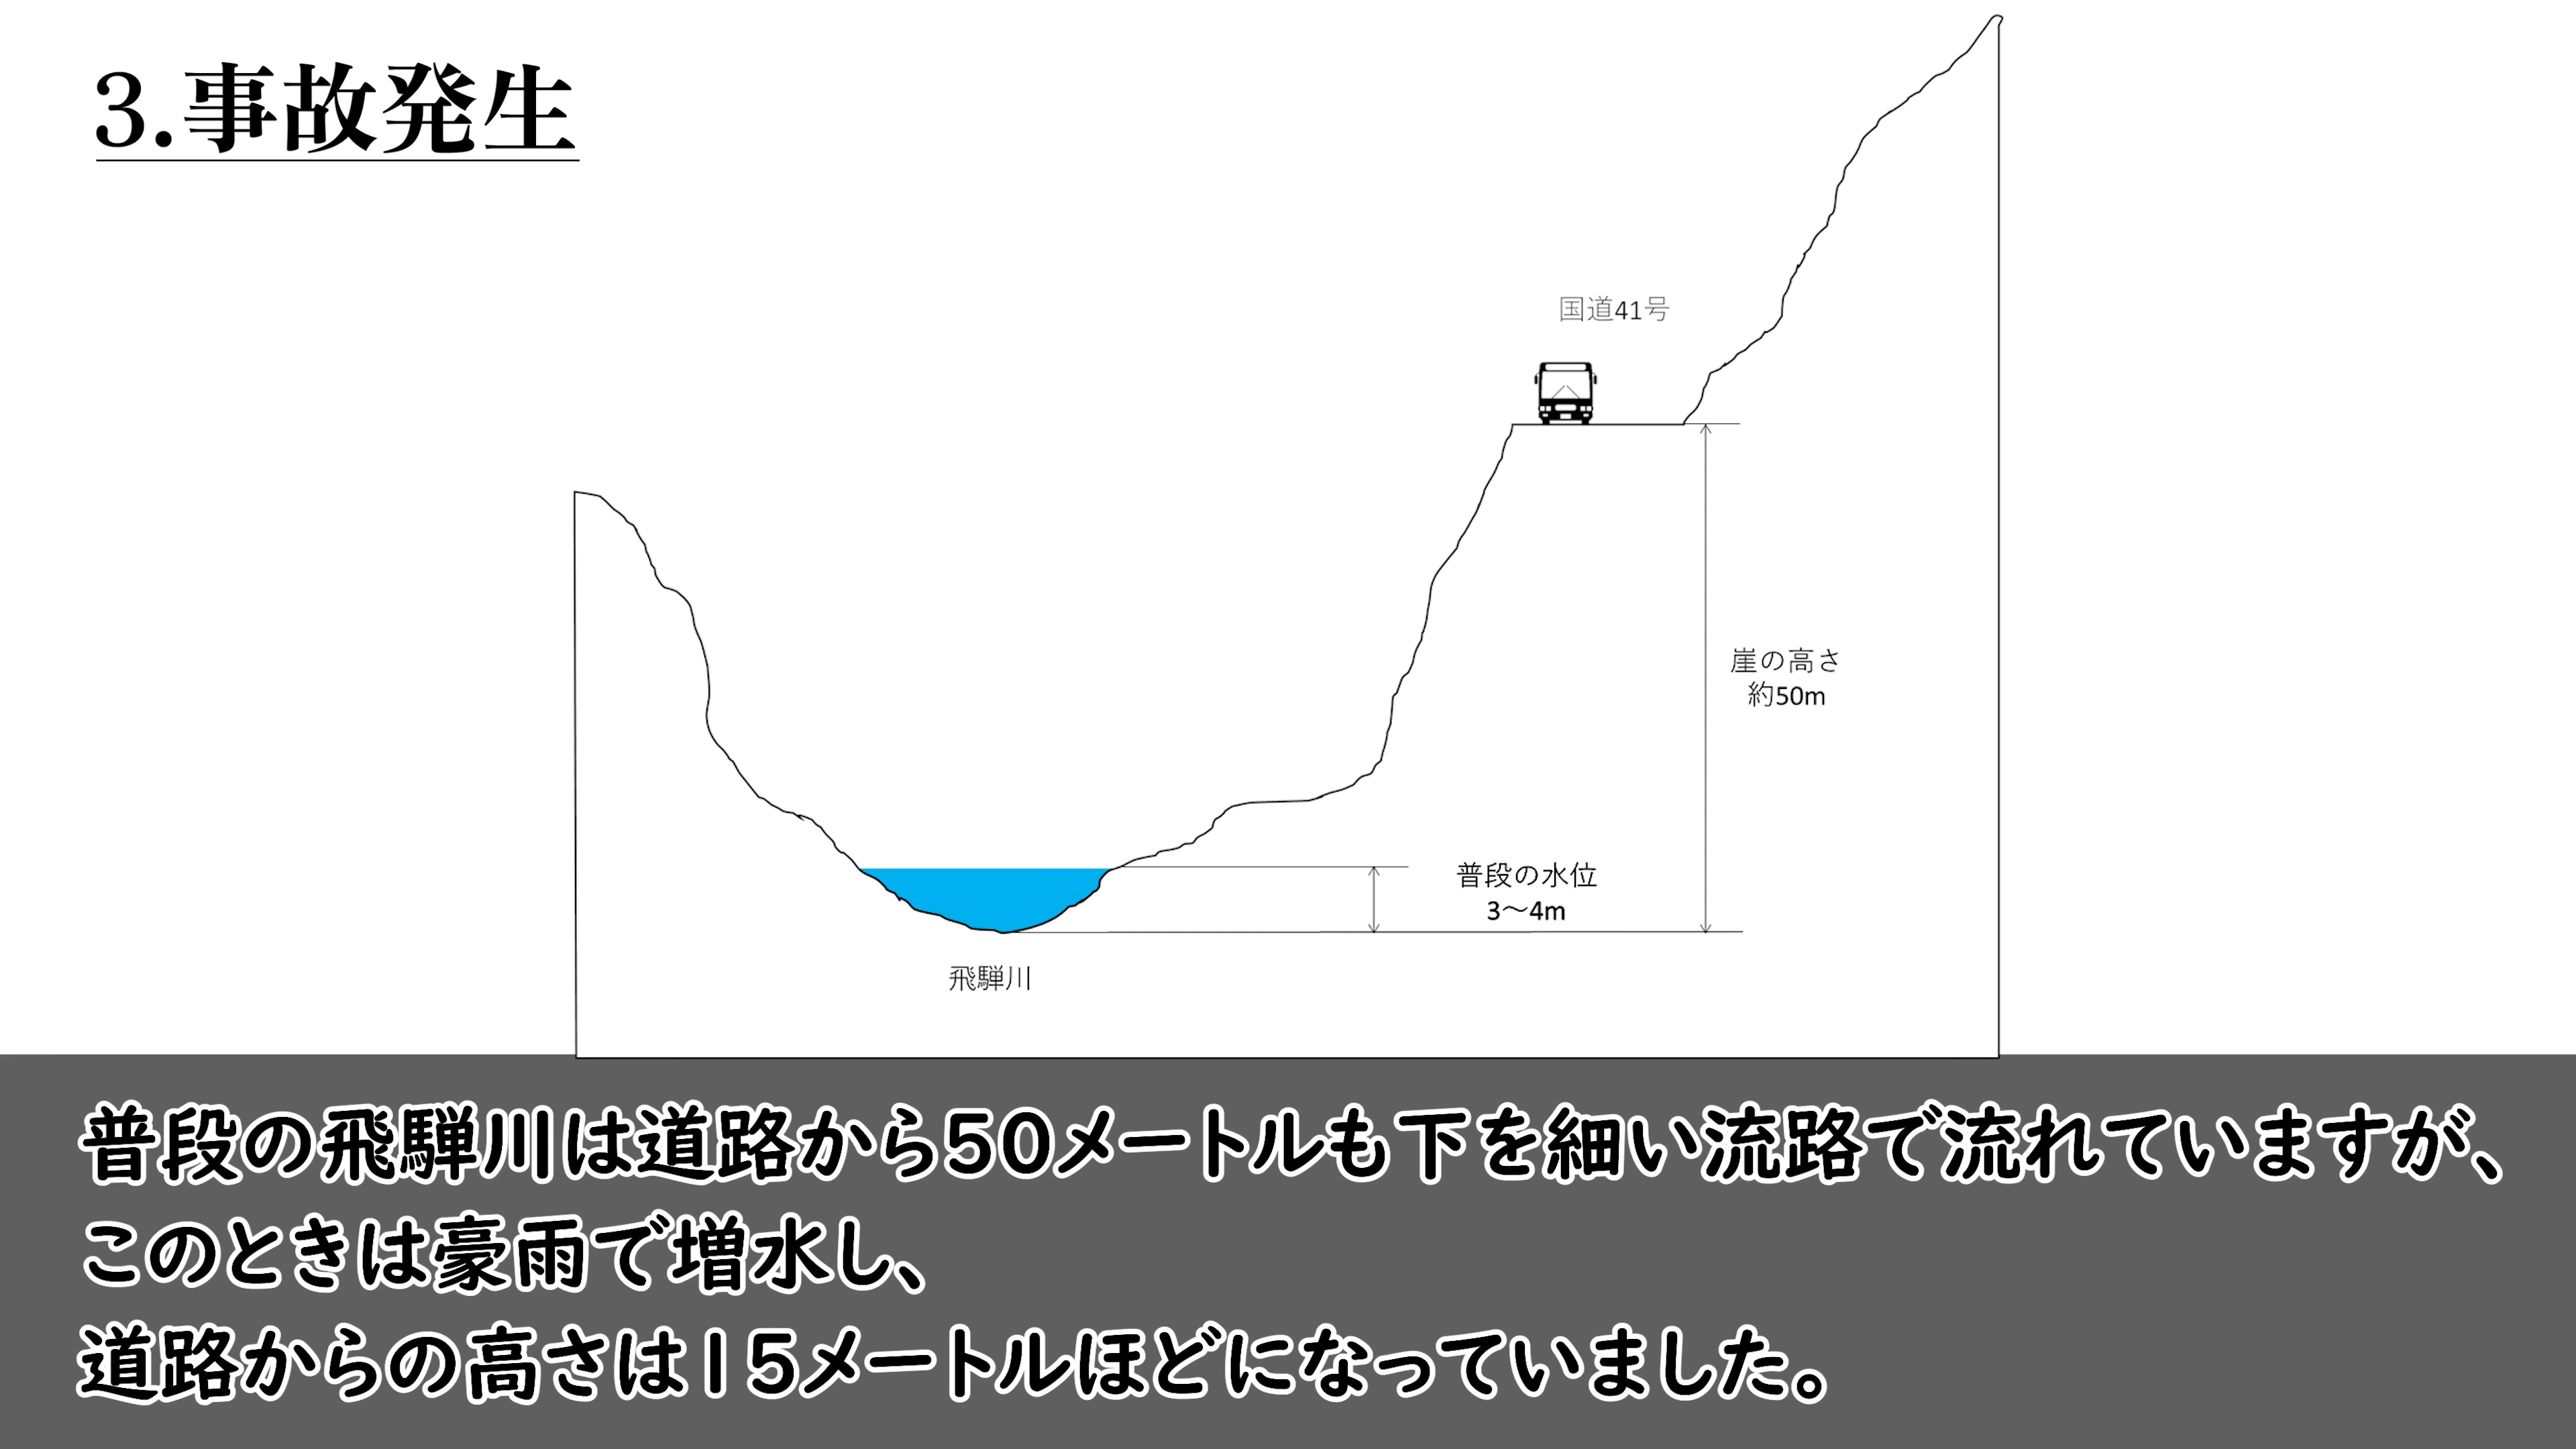 3.事故発生
国道41号
崖の高さ
約50m
普段の水位
3～4m
飛騨川
普段の飛騨川は道路から50メートルも下を細い流路で流れていますが、
このときは豪雨で増水し、
道路からの高さは15メートルほどになっていました。